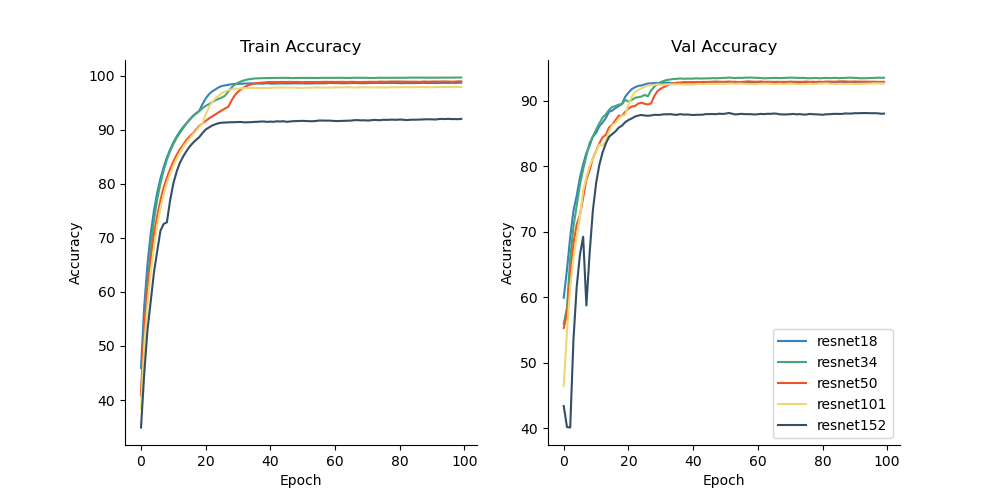 Train Accuracy
Accuracy
100
90
80
70
60
50
40
0 20 40 60 80 100
Epoch
Val Accuracy
Accuracy
90
80
70
60
50
40
0 20 40 60 80 100
Epoch
resnet18
resnet34
resnet50
resnet101
resnet152